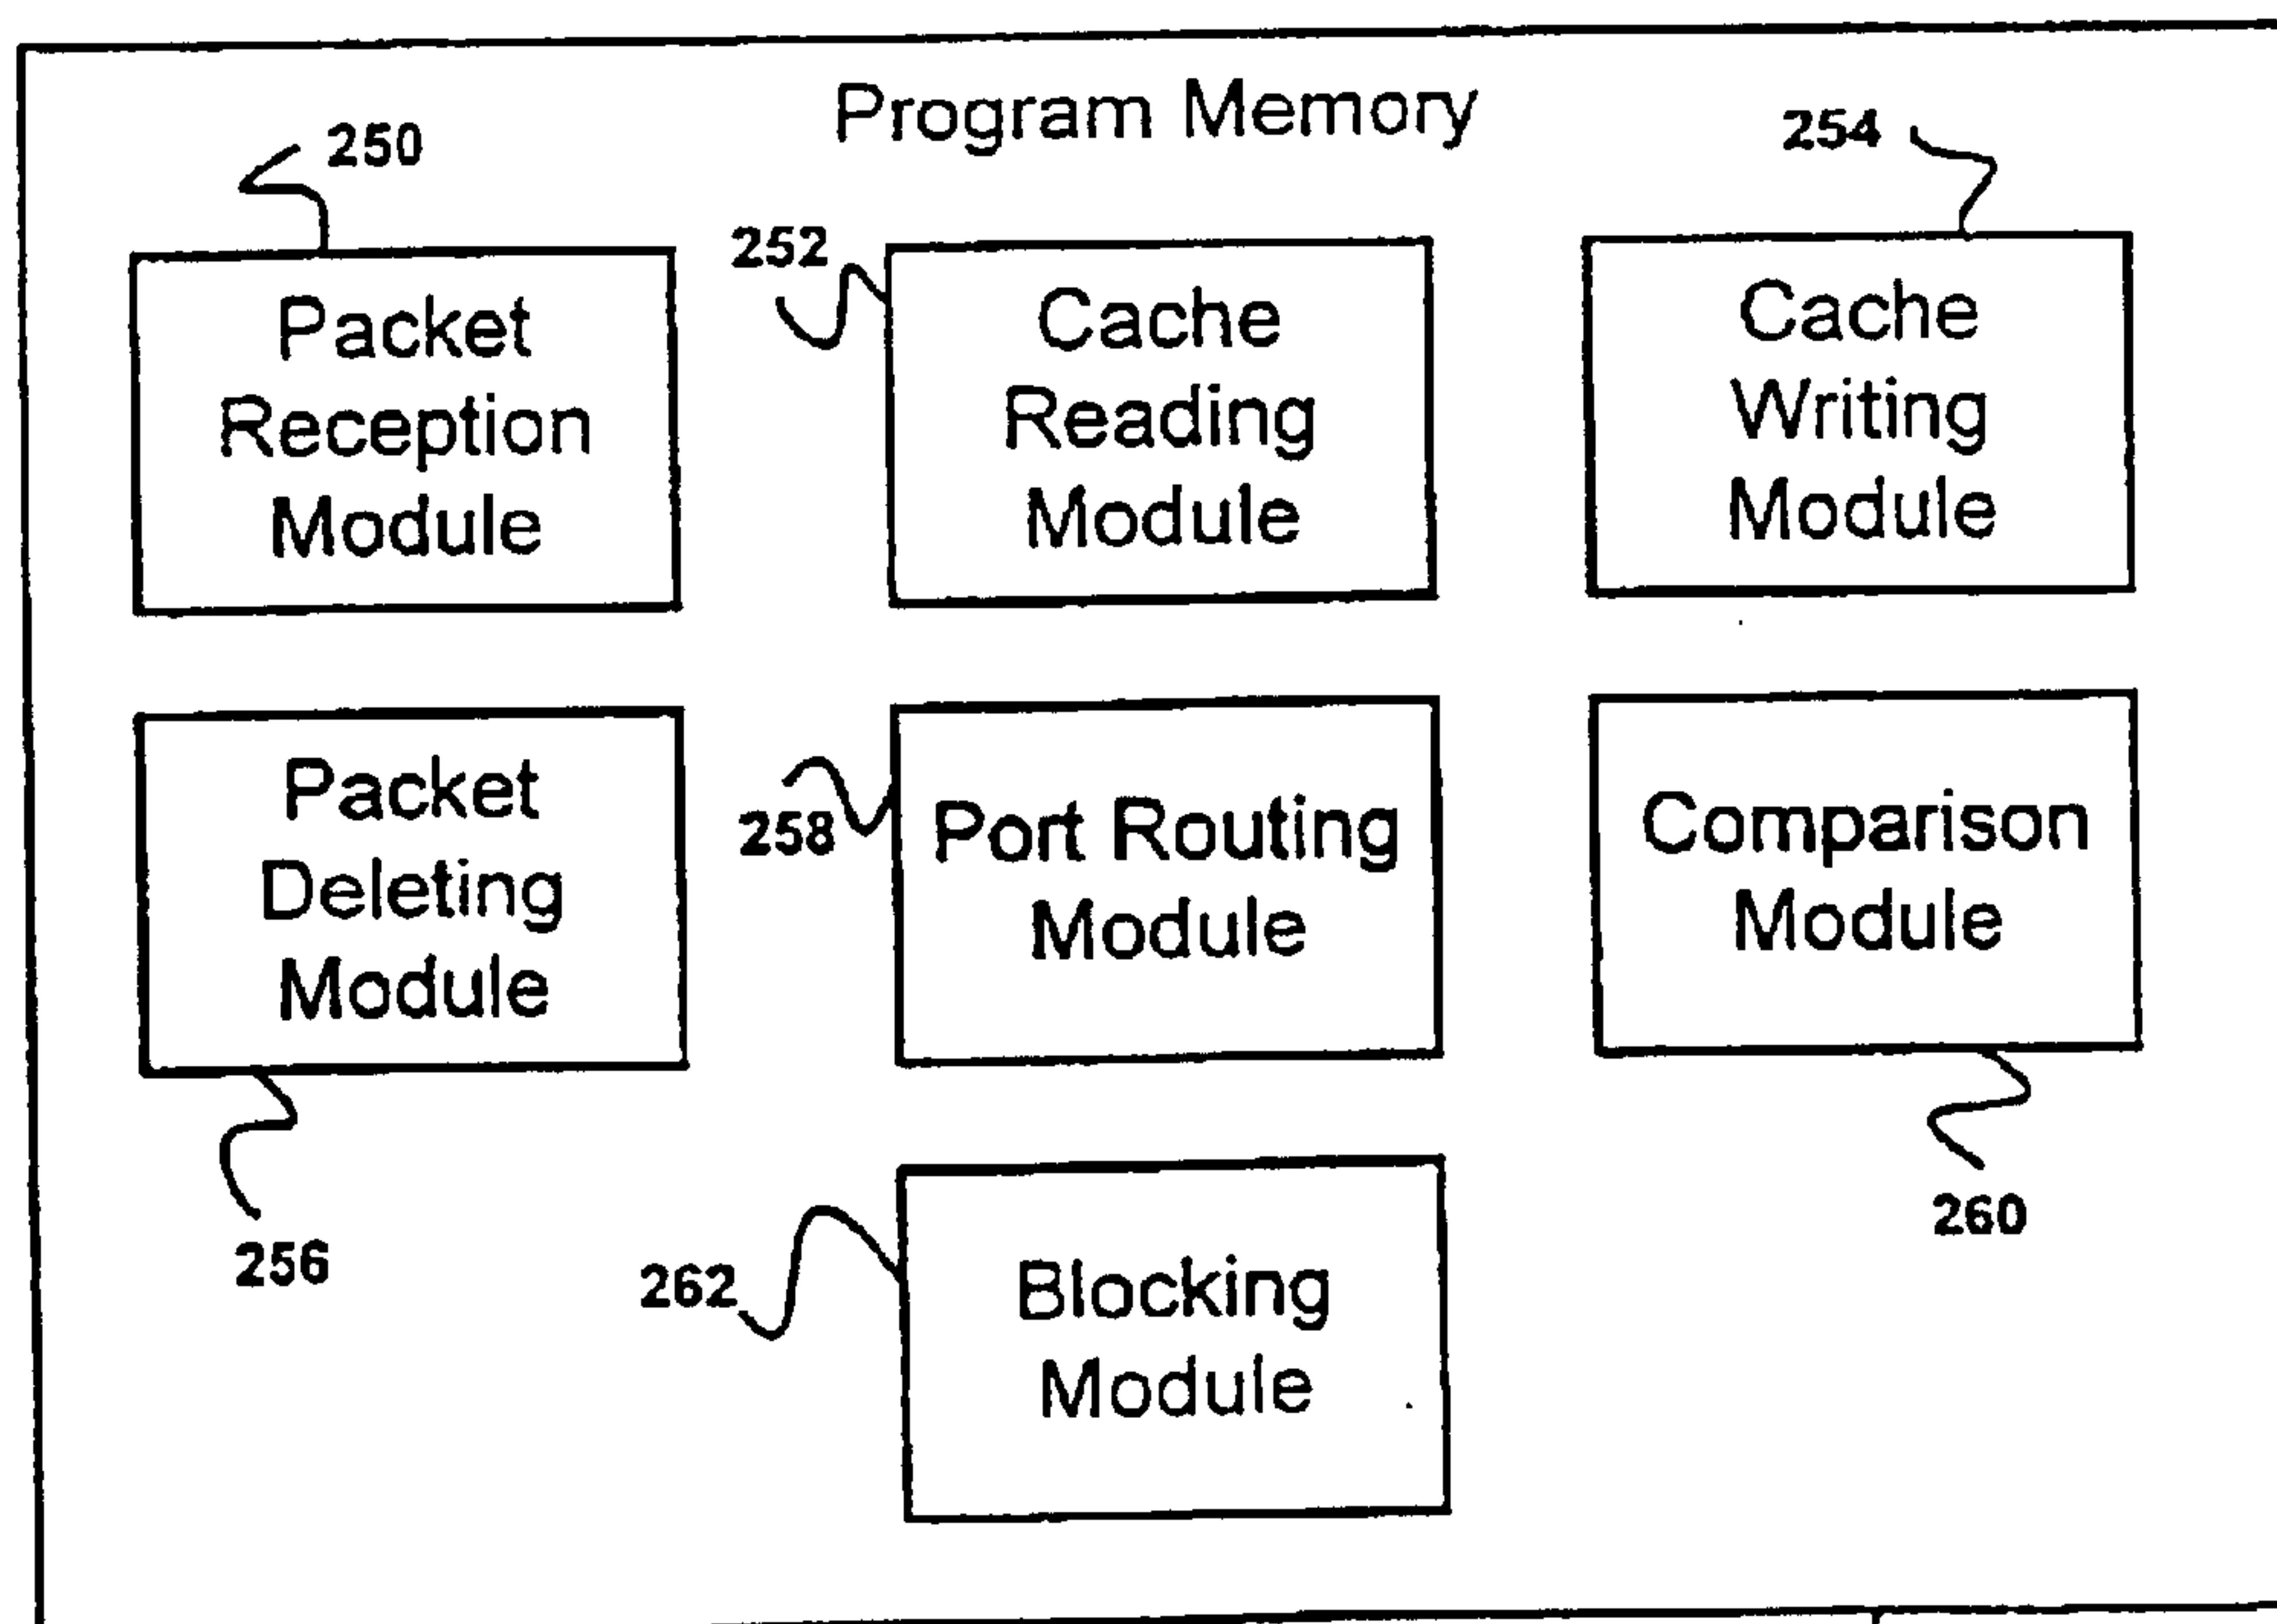 Program Memory
250
252
254
Packet
Reception
Module
Cache
Reading
Module
Cache
Writing
Module
Packet
Deleting
Module
256
258
Port Routing
Module
Comparison
Module
260
262
Blocking
Module